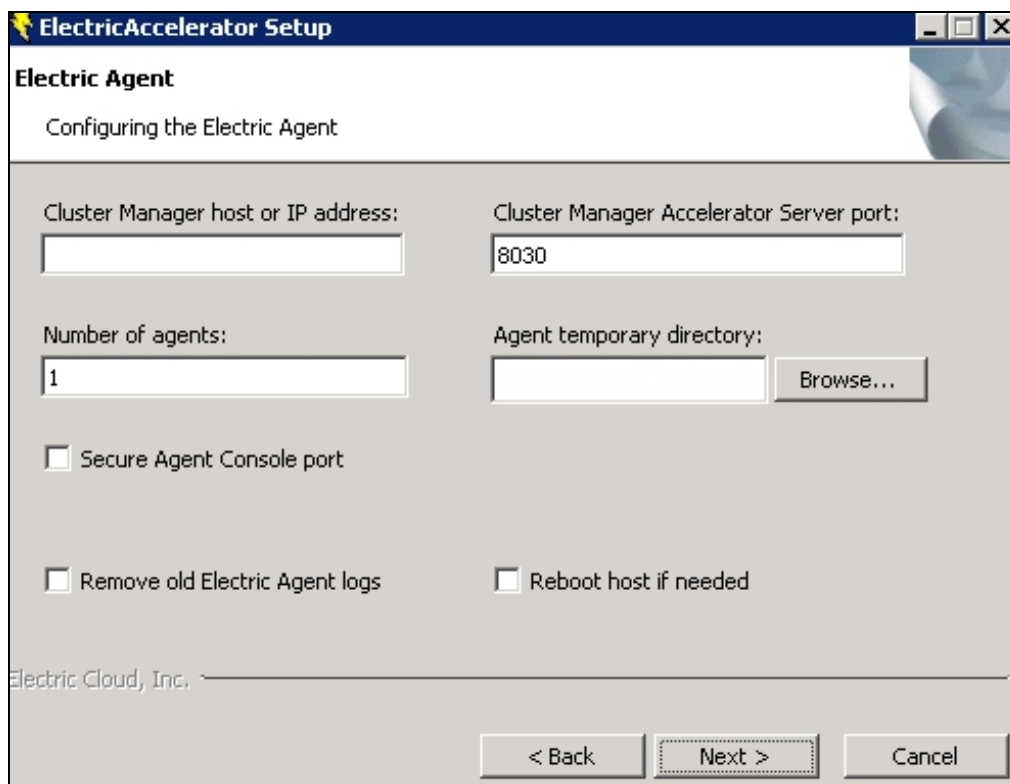 ElectricAccelerator Setup
Electric Agent
Configuring the Electric Agent
Cluster Manager host or IP address:
Cluster Manager Accelerator Server port:
8030
Number of agents:
Agent temporary directory:
1
Browse...
Secure Agent Console port
Remove old Electric Agent logs
Reboot host if needed
Electric Cloud, Inc.
< Back
Next >
Cancel